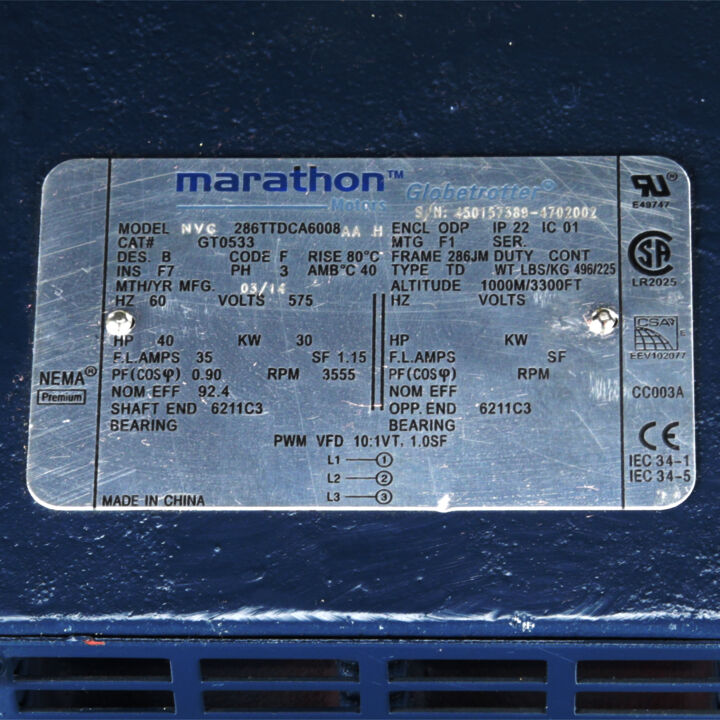 marathon™
Motors
Globetrotter®
S/N: 450157389-4702002
MODEL NVC 286TTDCA6008 AA H
CAT# GT0533
DES. B CODE F RISE 80°C
INS F7 PH 3 AMB°C 40
MTH/YR MFG. 03/14
HZ 60 VOLTS 575
HP 40 KW 30
F.L.AMPS 35 SF 1.15
PF(COSφ) 0.90 RPM 3555
NOM EFF 92.4
SHAFT END 6211C3
BEARING
ENCL ODP IP 22 IC 01
MTG F1 SER.
FRAME 286JM DUTY CONT
TYPE TD WT LBS/KG 496/225
ALTITUDE 1000M/3300FT
HZ VOLTS
HP KW
F.L.AMPS SF
PF(COSφ) RPM
NOM EFF
OPP. END 6211C3
BEARING
PWM VFD 10:1VT, 1.0SF
L1 1
L2 2
L3 3
NEMA®
Premium
MADE IN CHINA
E49747
LR2025
CSA
E
EEV102077
CC003A
CE
IEC 34-1
IEC 34-5